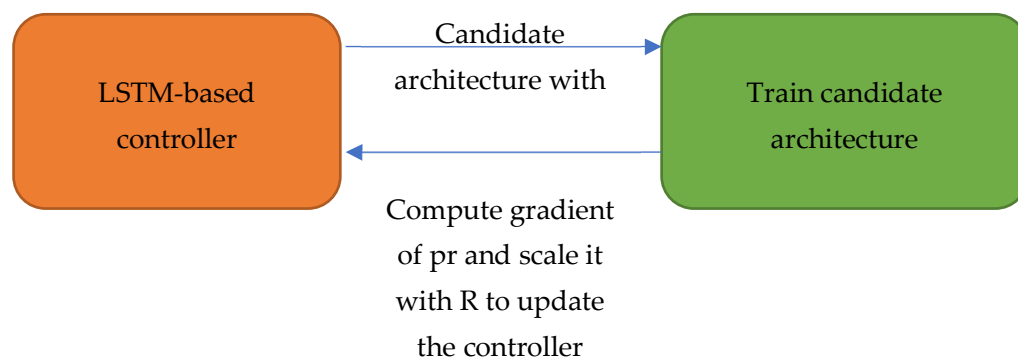 LSTM-based
controller
Candidate
architecture with
Train candidate
architecture
Compute gradient
of pr and scale it
with R to update
the controller